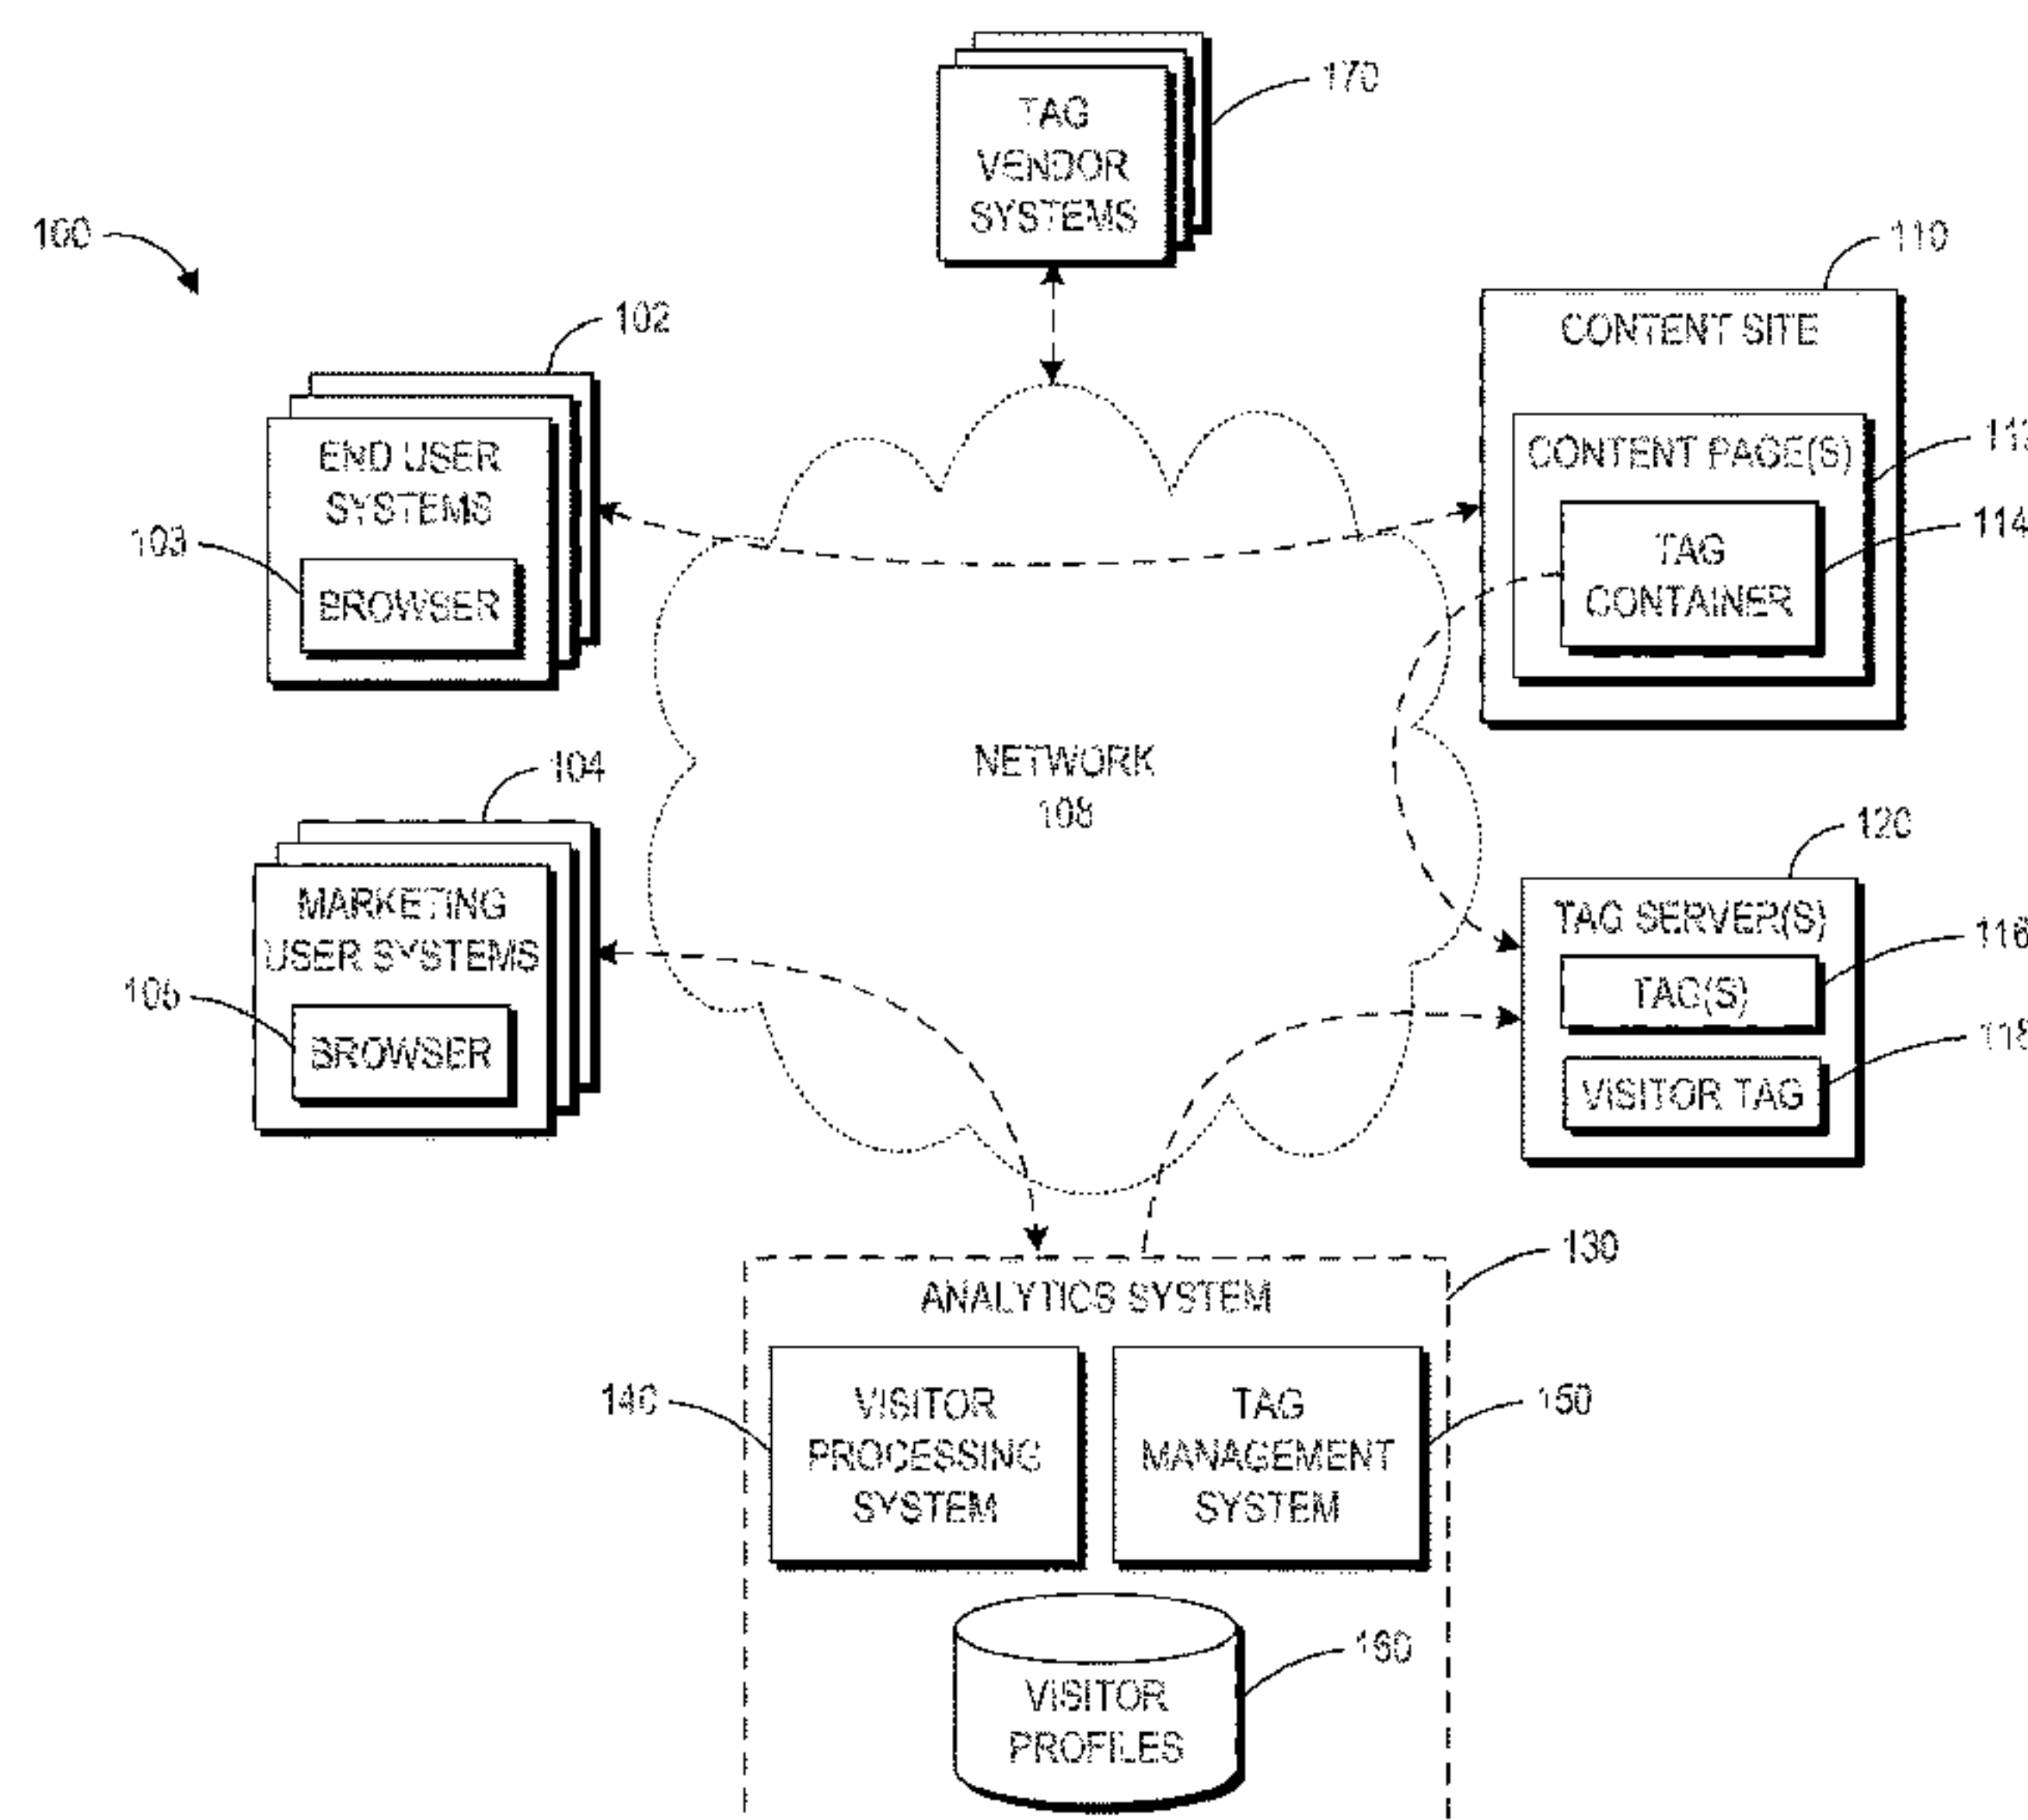 170
TAG
VENDOR
SYSTEMS
100
110
102
CONTENT SITE
END USER
SYSTEMS
CONTENT PAGE(S)
103
BROWSER
114
TAG
CONTAINER
NETWORK
108
104
120
MARKETING
USER SYSTEMS
TAG SERVER(S)
116
105
BROWSER
TAG(S)
VISITOR TAG
130
ANALYTICS SYSTEM
140
VISITOR
PROCESSING
SYSTEM
TAG
MANAGEMENT
SYSTEM
150
160
VISITOR
PROFILES